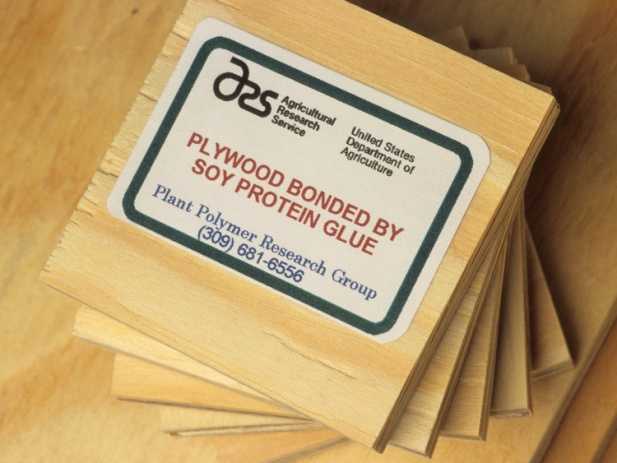 ars
Agricultural
Research
Service
United States
Department of
Agriculture
PLYWOOD BONDED BY
SOY PROTEIN GLUE
Plant Polymer Research Group
(309) 681-6556